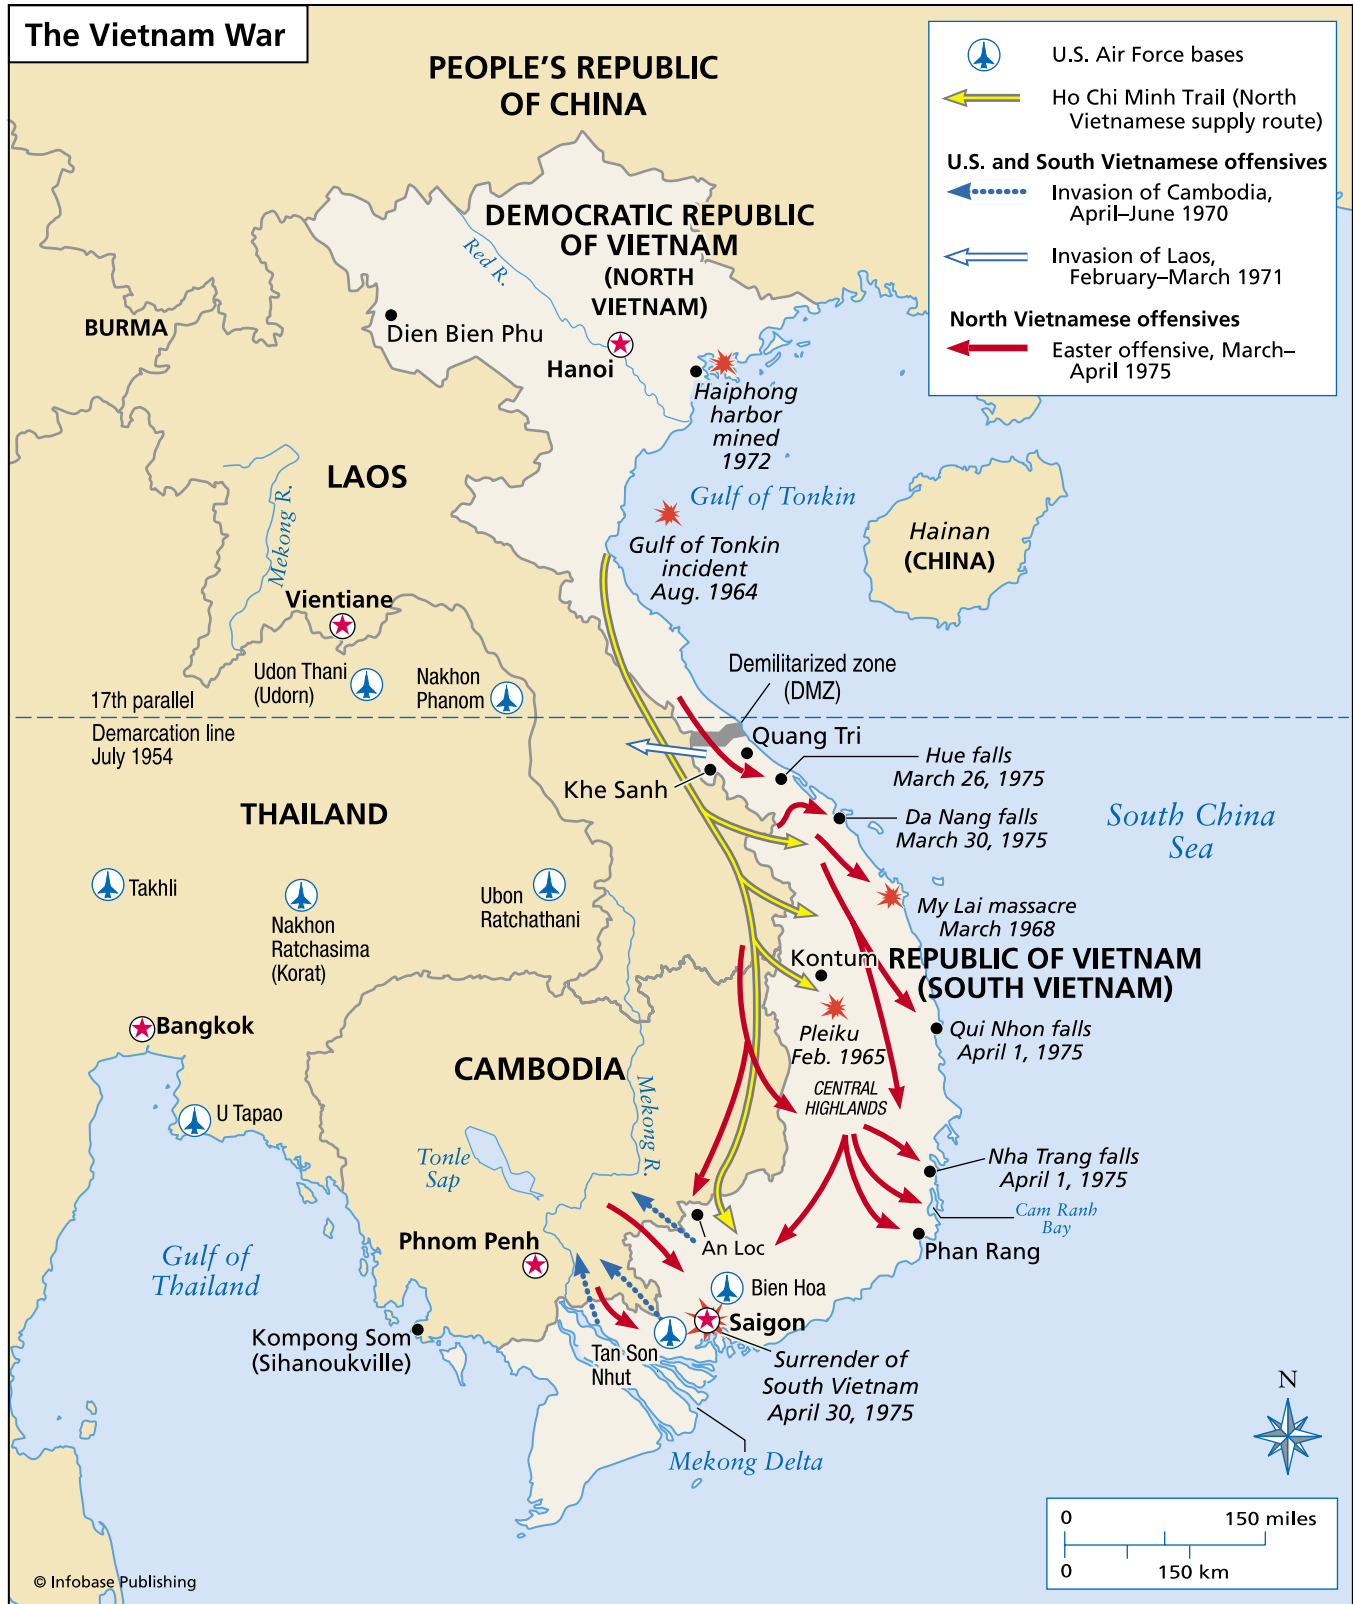 The Vietnam War
PEOPLE'S REPUBLIC
OF CHINA
U.S. Air Force bases
Ho Chi Minh Trail (North
Vietnamese supply route)
U.S. and South Vietnamese offensives
Invasion of Cambodia,
April–June 1970
Invasion of Laos,
February–March 1971
North Vietnamese offensives
Easter offensive, March–
April 1975
DEMOCRATIC REPUBLIC
OF VIETNAM
(NORTH
VIETNAM)
Red R.
BURMA
Dien Bien Phu
Hanoi
Haiphong
harbor
mined
1972
LAOS
Mekong R.
Gulf of Tonkin
Gulf of Tonkin
incident
Aug. 1964
Hainan
(CHINA)
Vientiane
Udon Thani
(Udorn)
Nakhon
Phanom
Demilitarized zone
(DMZ)
17th parallel
Demarcation line
July 1954
Quang Tri
Hue falls
March 26, 1975
Khe Sanh
THAILAND
Da Nang falls
March 30, 1975
South China
Sea
Takhli
Nakhon
Ratchasima
(Korat)
Ubon
Ratchathani
My Lai massacre
March 1968
Kontum
REPUBLIC OF VIETNAM
(SOUTH VIETNAM)
Bangkok
Pleiku
Feb. 1965
Qui Nhon falls
April 1, 1975
CAMBODIA
Mekong R.
CENTRAL
HIGHLANDS
U Tapao
Tonle
Sap
Nha Trang falls
April 1, 1975
Cam Ranh
Bay
Phnom Penh
An Loc
Phan Rang
Gulf of
Thailand
Bien Hoa
Saigon
Kompong Som
(Sihanoukville)
Tan Son
Nhut
Surrender of
South Vietnam
April 30, 1975
Mekong Delta
N
0 150 miles
0 150 km
© Infobase Publishing